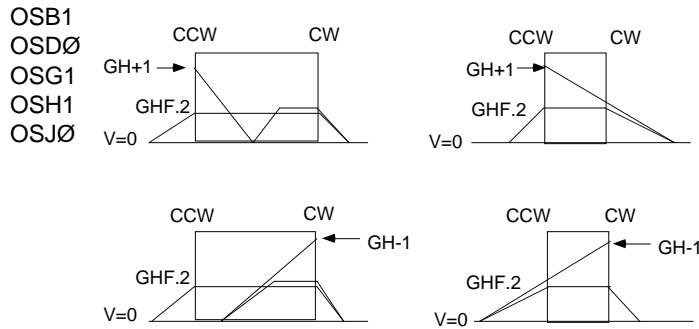 OSB1
OSDØ
OSG1
OSH1
OSJØ
CCW CW
GH+1
GHF.2
V=0
CCW CW
GH+1
GHF.2
V=0
CCW CW
GH-1
GHF.2
V=0
CCW CW
GH-1
GHF.2
V=0